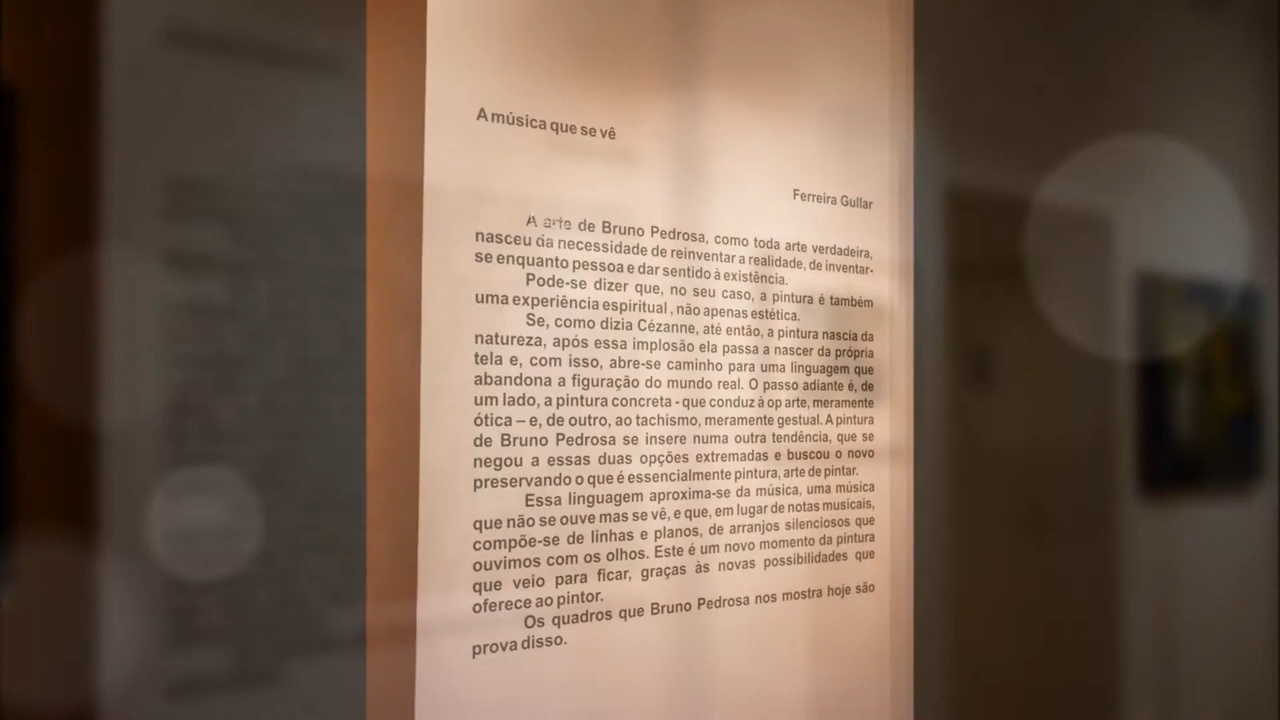 A música que se vê
Ferreira Gullar
A arte de Bruno Pedrosa, como toda arte verdadeira,
nasceu da necessidade de reinventar a realidade, de inventar-
se enquanto pessoa e dar sentido à existência.
Pode-se dizer que, no seu caso, a pintura é também
uma experiência espiritual , não apenas estética.
Se, como dizia Cézanne, até então, a pintura nascia da
natureza, após essa implosão ela passa a nascer da própria
tela e, com isso, abre-se caminho para uma linguagem que
abandona a figuração do mundo real. O passo adiante é, de
um lado, a pintura concreta - que conduz à op arte, meramente
ótica – e, de outro, ao tachismo, meramente gestual. A pintura
de Bruno Pedrosa se insere numa outra tendência, que se
negou a essas duas opções extremadas e buscou o novo
preservando o que é essencialmente pintura, arte de pintar.
Essa linguagem aproxima-se da música, uma música
que não se ouve mas se vê, e que, em lugar de notas musicais,
compõe-se de linhas e planos, de arranjos silenciosos que
ouvimos com os olhos. Este é um novo momento da pintura
que veio para ficar, graças às novas possibilidades que
oferece ao pintor.
Os quadros que Bruno Pedrosa nos mostra hoje são
prova disso.